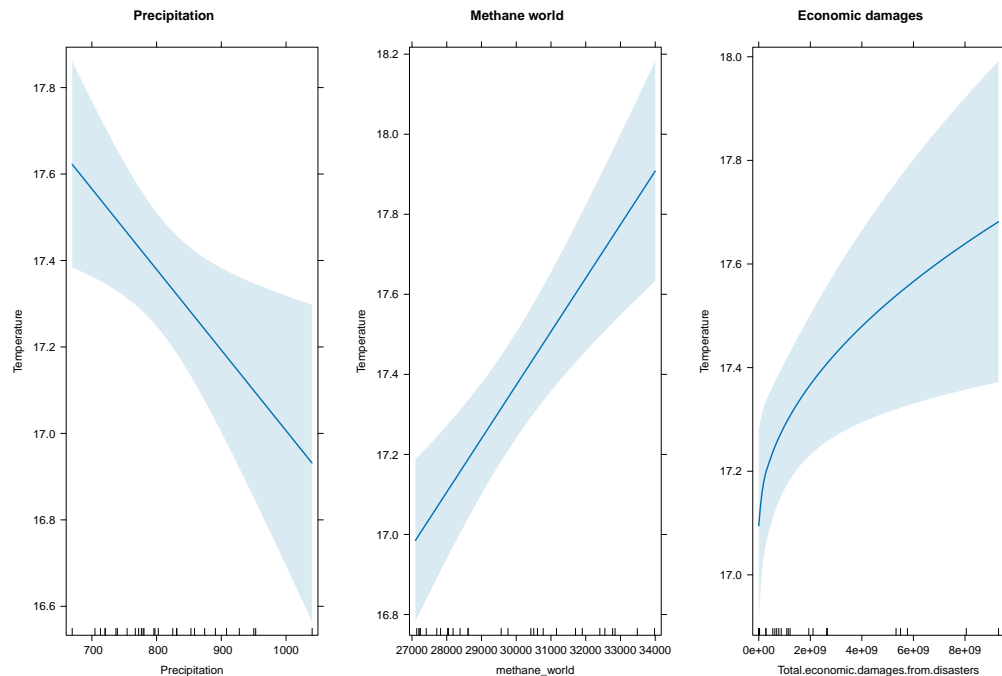 Precipitation
Temperature
17.8
17.6
17.4
17.2
17.0
16.8
16.6
700 800 900 1000
Precipitation
Methane world
Temperature
18.2
18.0
17.8
17.6
17.4
17.2
17.0
16.8
27000 28000 29000 30000 31000 32000 33000 34000
methane_world
Economic damages
Temperature
18.0
17.8
17.6
17.4
17.2
17.0
0e+00 2e+09 4e+09 6e+09 8e+09
Total.economic.damages.from.disasters